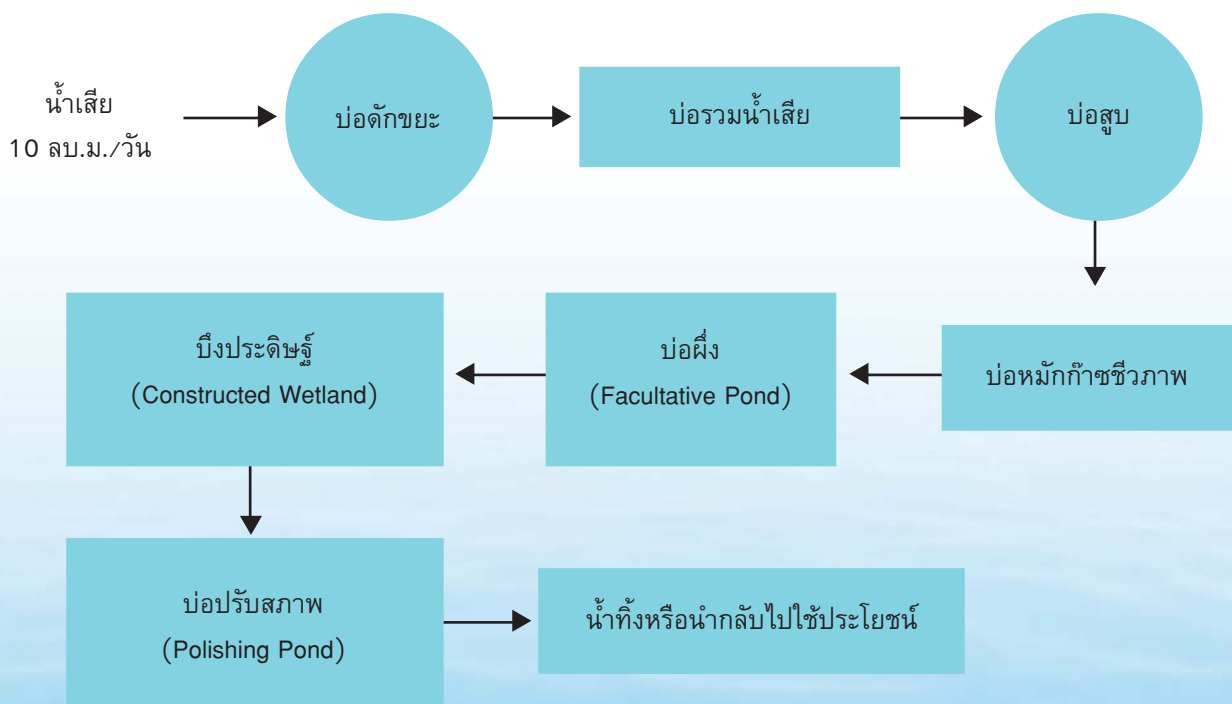 น้ำเสีย
10 ลบ.ม./วัน
บ่อดักขยะ
บ่อรวมน้ำเสีย
บ่อสูบ
บ่อหมักก๊าซชีวภาพ
บ่อผึ่ง
(Facultative Pond)
บึงประดิษฐ์
(Constructed Wetland)
บ่อปรับสภาพ
(Polishing Pond)
น้ำทิ้งหรือนำกลับไปใช้ประโยชน์